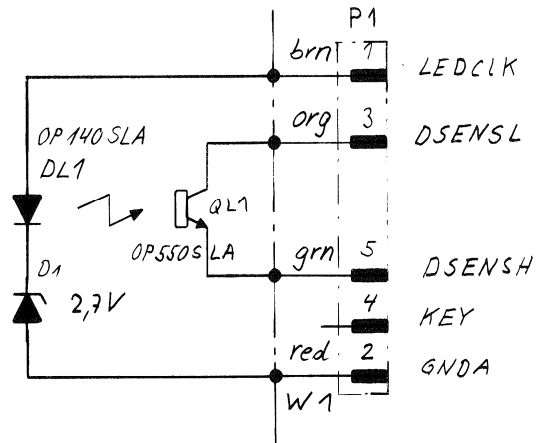 P1
brn 1 LEDCLK
org 3 DSENSL
OP140SLA
DL1
QL1
OP550SLA
grn 5 DSENSH
D1
2,7V
4 KEY
red 2 GNDA
W1